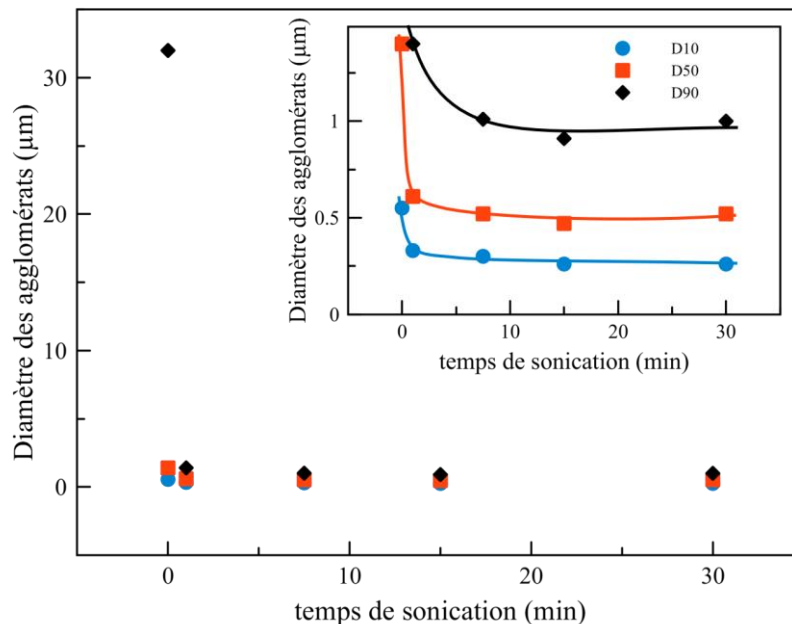 Diamètre des agglomérats (µm)
30
20
10
0
0
10
20
30
temps de sonication (min)
Diamètre des agglomérats (µm)
1
0.5
0
0
10
20
30
temps de sonication (min)
D10
D50
D90